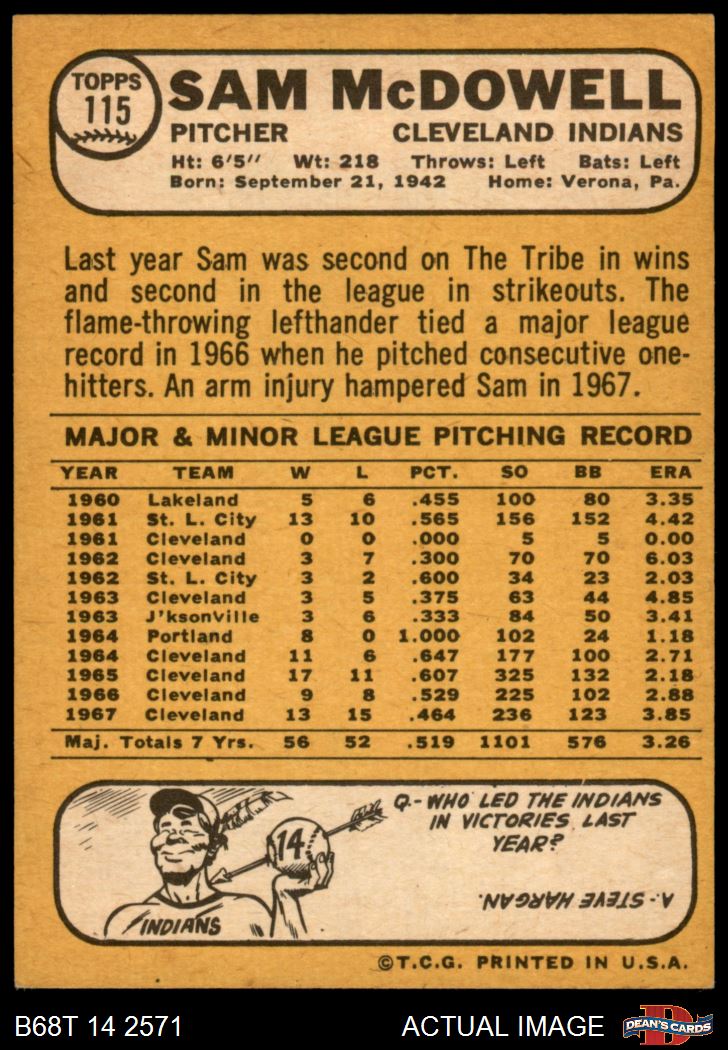 TOPPS
115
SAM McDOWELL
PITCHER CLEVELAND INDIANS
Ht: 6'5" Wt: 218 Throws: Left Bats: Left
Born: September 21, 1942 Home: Verona, Pa.
Last year Sam was second on The Tribe in wins
and second in the league in strikeouts. The
flame-throwing lefthander tied a major league
record in 1966 when he pitched consecutive one-
hitters. An arm injury hampered Sam in 1967.
MAJOR & MINOR LEAGUE PITCHING RECORD
YEAR TEAM W L PCT. SO BB ERA
1960 Lakeland 5 6 .455 100 80 3.35
1961 St. L. City 13 10 .565 156 152 4.42
1961 Cleveland 0 0 .000 5 5 0.00
1962 Cleveland 3 7 .300 70 70 6.03
1962 St. L. City 3 2 .600 34 23 2.03
1963 Cleveland 3 5 .375 63 44 4.85
1963 J'ksonville 3 6 .333 84 50 3.41
1964 Portland 8 0 1.000 102 24 1.18
1964 Cleveland 11 6 .647 177 100 2.71
1965 Cleveland 17 11 .607 325 132 2.18
1966 Cleveland 9 8 .529 225 102 2.88
1967 Cleveland 13 15 .464 236 123 3.85
Maj. Totals 7 Yrs. 56 52 .519 1101 576 3.26
Q.- WHO LED THE INDIANS
IN VICTORIES LAST
YEAR?
14
A.- STEVE HARGAN.
INDIANS
©T.C.G. PRINTED IN U.S.A.
B68T 14 2571 ACTUAL IMAGE
D
DEAN'S CARDS